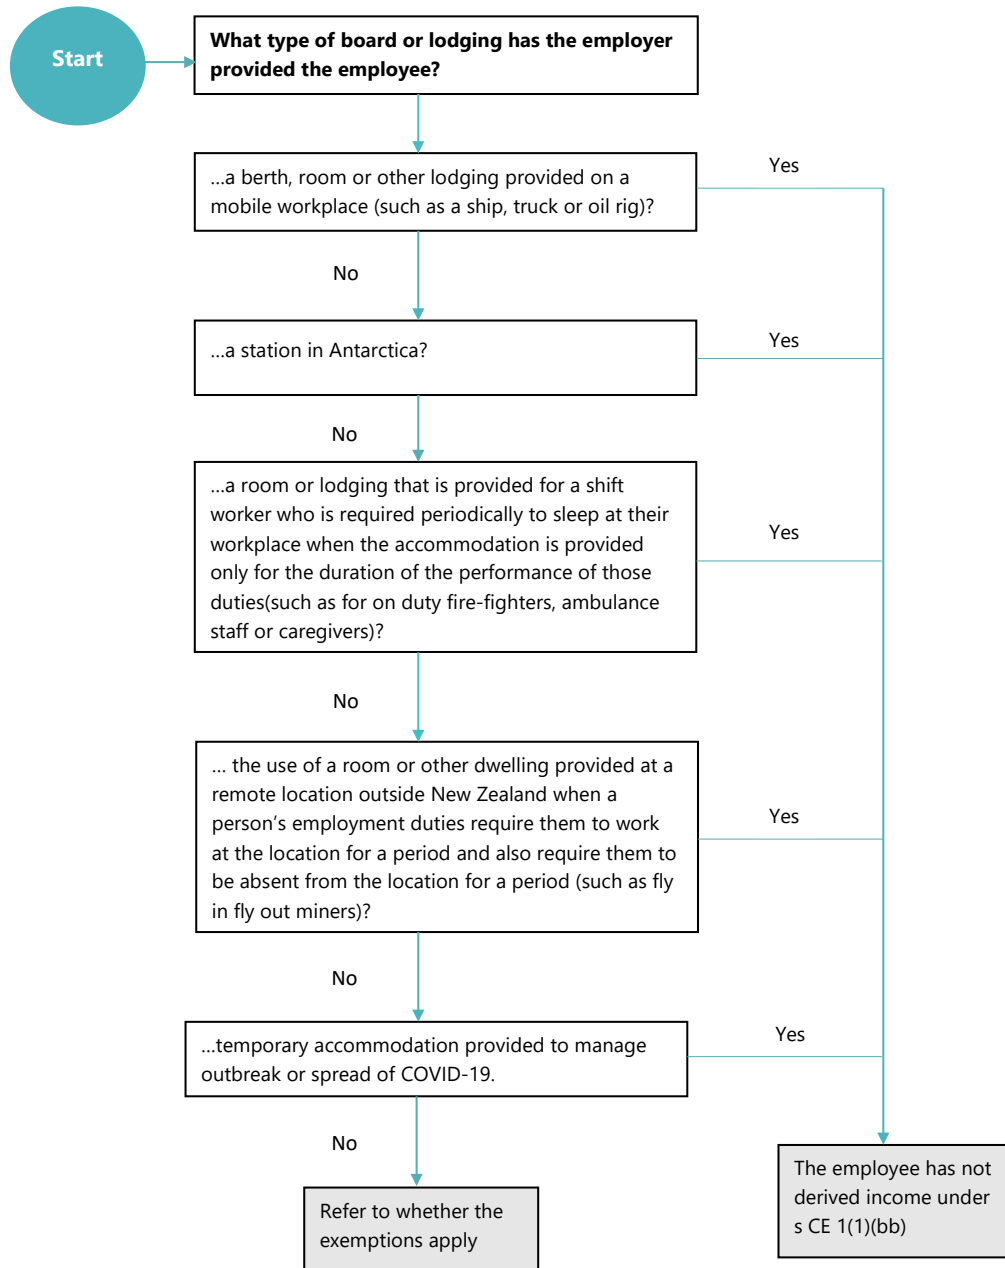 Start
What type of board or lodging has the employer
provided the employee?
...a berth, room or other lodging provided on a
mobile workplace (such as a ship, truck or oil rig)?
Yes
No
...a station in Antarctica?
Yes
No
...a room or lodging that is provided for a shift
worker who is required periodically to sleep at their
workplace when the accommodation is provided
only for the duration of the performance of those
duties(such as for on duty fire-fighters, ambulance
staff or caregivers)?
Yes
No
... the use of a room or other dwelling provided at a
remote location outside New Zealand when a
person's employment duties require them to work
at the location for a period and also require them to
be absent from the location for a period (such as fly
in fly out miners)?
Yes
No
...temporary accommodation provided to manage
outbreak or spread of COVID-19.
Yes
No
Refer to whether the
exemptions apply
The employee has not
derived income under
s CE 1(1)(bb)